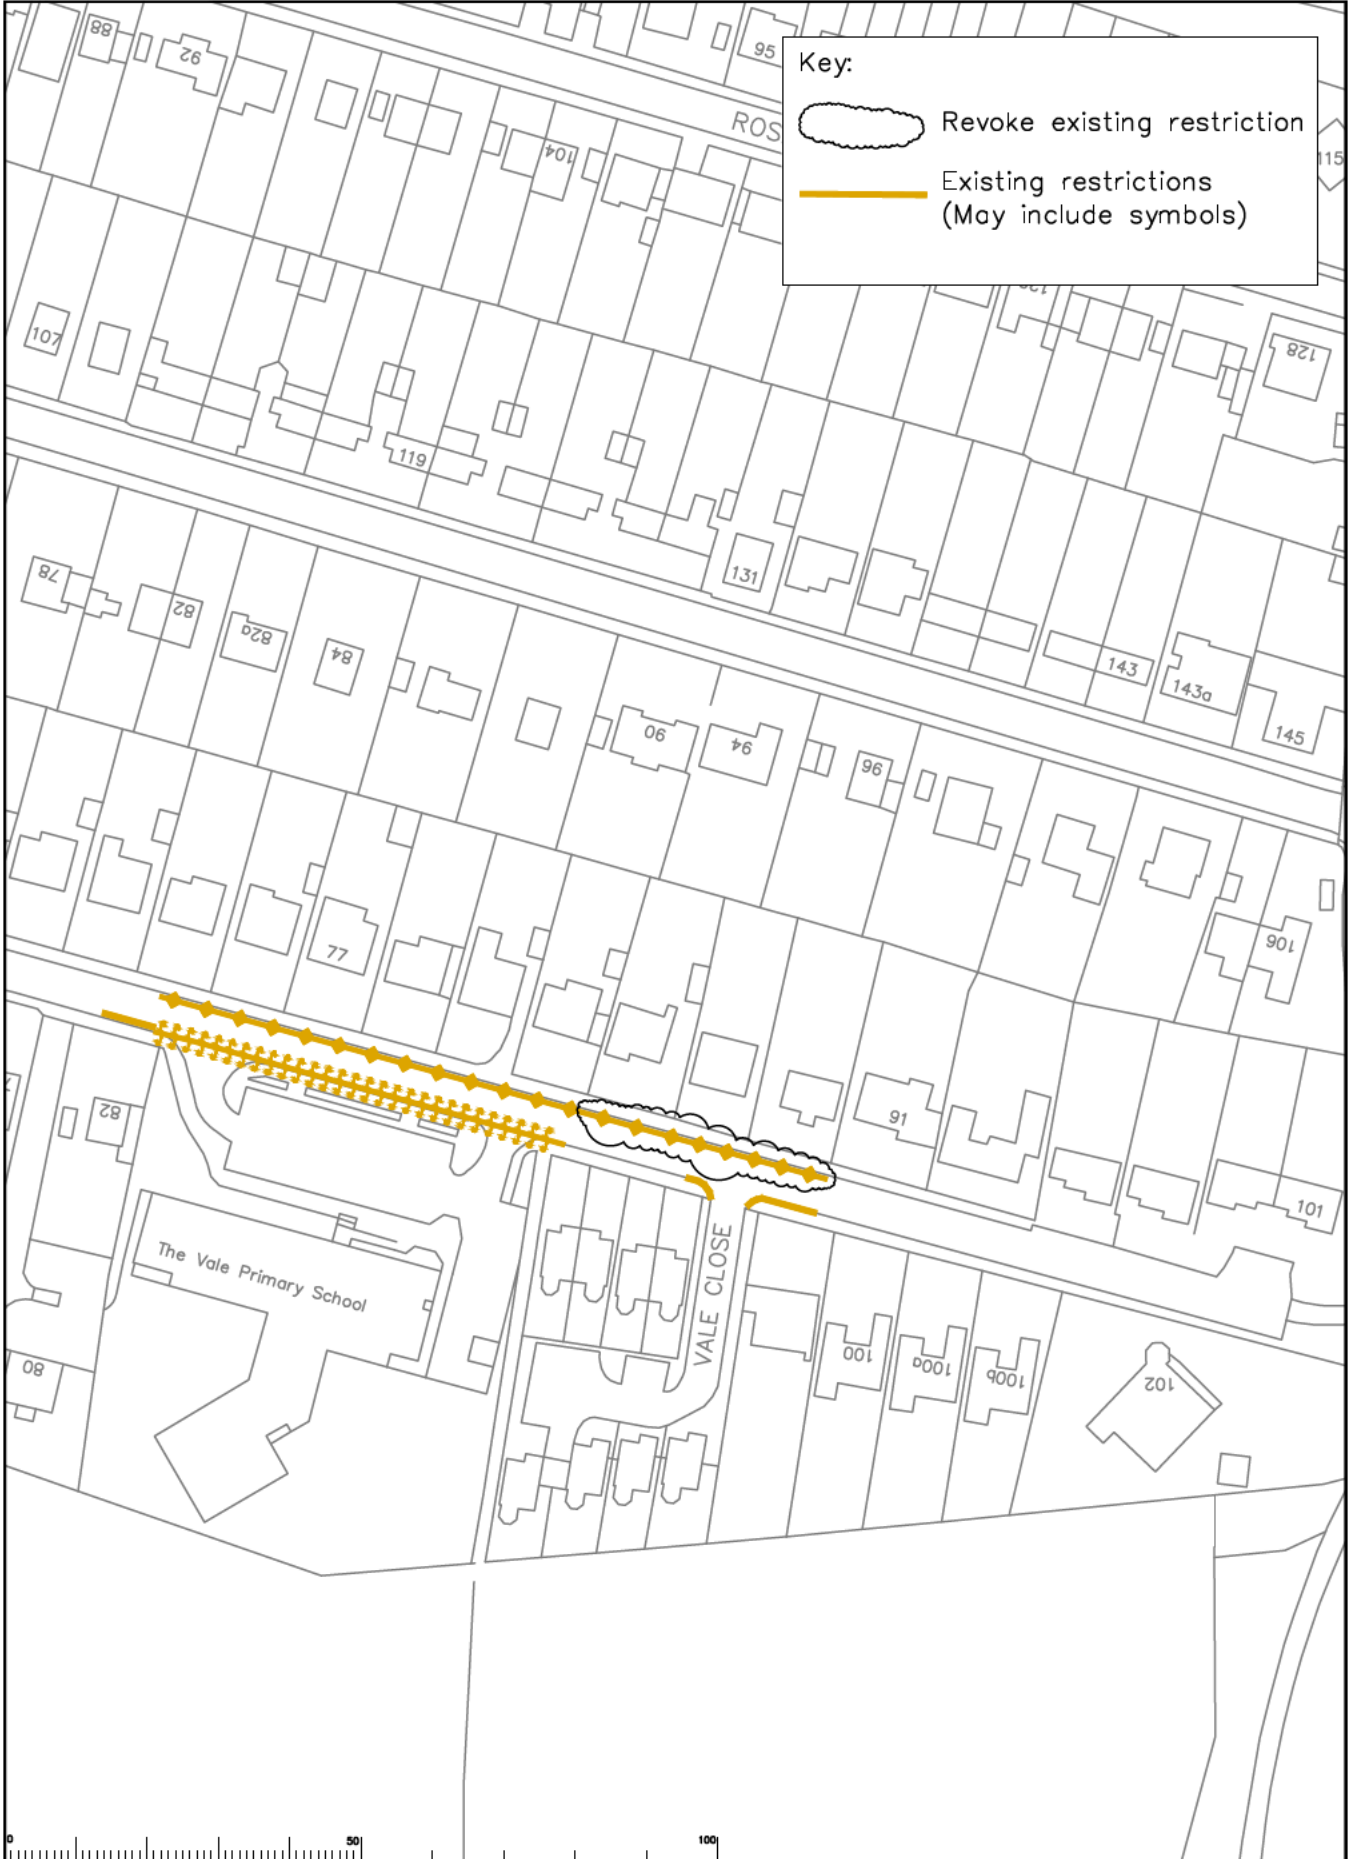 88
92
95
Key:
Revoke existing restriction
Existing restrictions
(May include symbols)
ROS
104
115
107
128
119
131
78
82
82a
84
143
143a
145
90
94
96
77
106
82
91
101
The Vale Primary School
VALE CLOSE
80
100
100a
100b
102
0
50
100